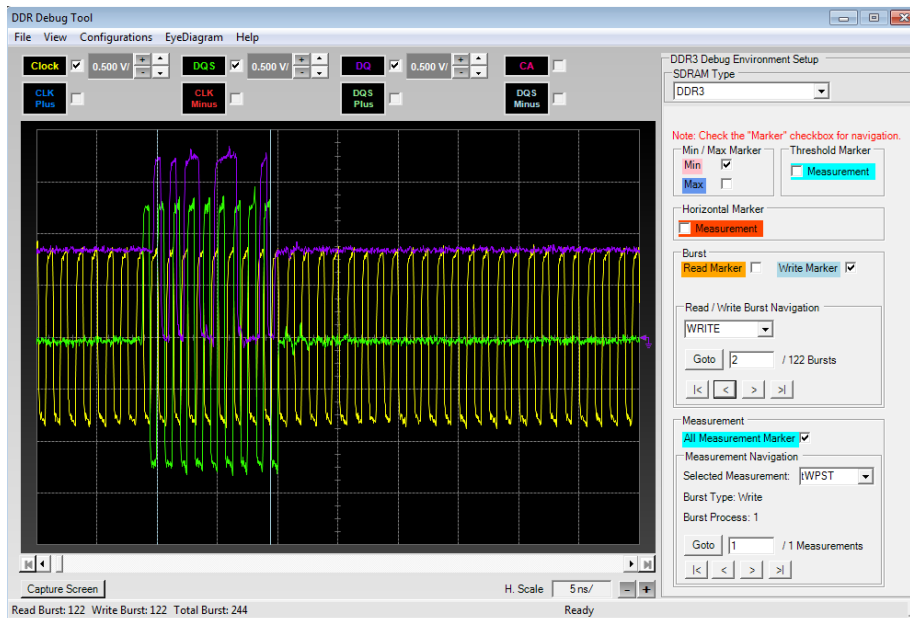 DDR Debug Tool
File View Configurations EyeDiagram Help
Clock 0.500 V/ + - DQS 0.500 V/ + - DQ 0.500 V/ + - CA
CLK Plus CLK Minus DQS Plus DQS Minus
DDR3 Debug Environment Setup
SDRAM Type
DDR3
Note: Check the "Marker" checkbox for navigation.
Min / Max Marker Threshold Marker
Min Measurement
Max
Horizontal Marker
Measurement
Burst
Read Marker Write Marker
Read / Write Burst Navigation
WRITE
Goto 2 / 122 Bursts
|< < > >|
Measurement
All Measurement Marker
Measurement Navigation
Selected Measurement: tWPST
Burst Type: Write
Burst Process: 1
Goto 1 / 1 Measurements
|< < > >|
Capture Screen H. Scale 5 ns/ - +
Read Burst: 122 Write Burst: 122 Total Burst: 244 Ready